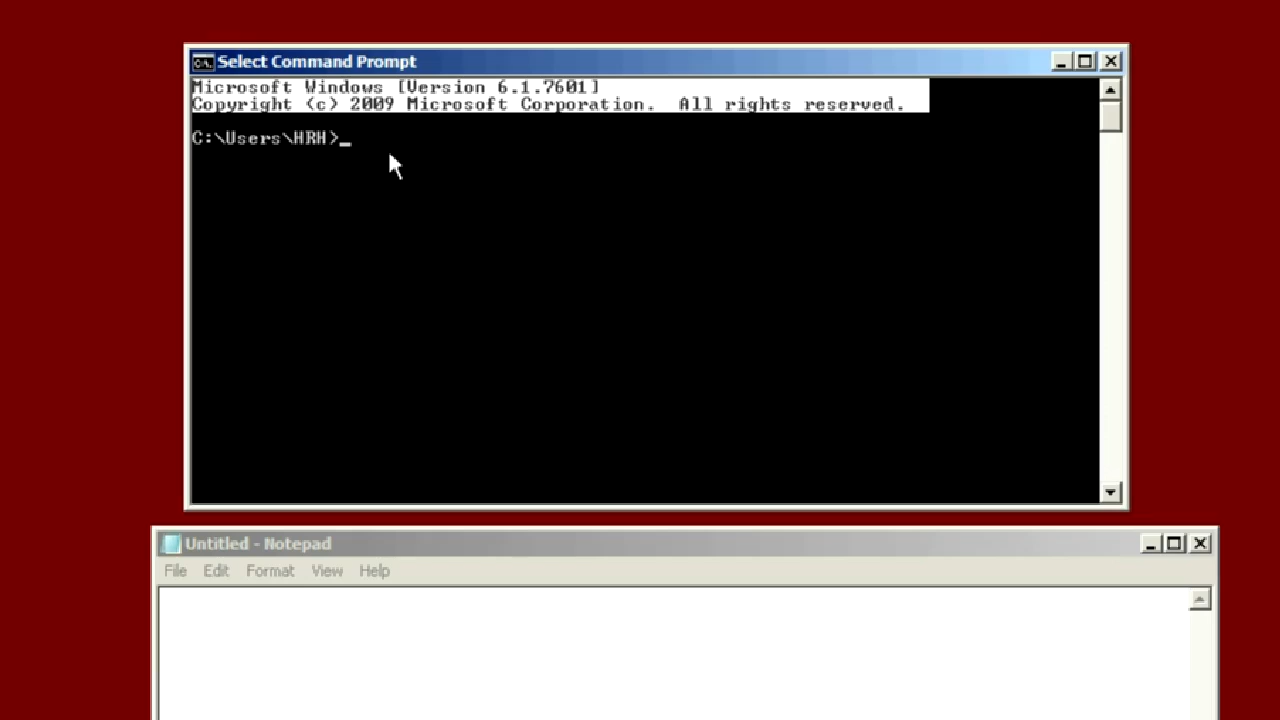 Select Command Prompt
Microsoft Windows [Version 6.1.7601]
Copyright (c) 2009 Microsoft Corporation.  All rights reserved.
C:\Users\HRH>_
Untitled - Notepad
File Edit Format View Help